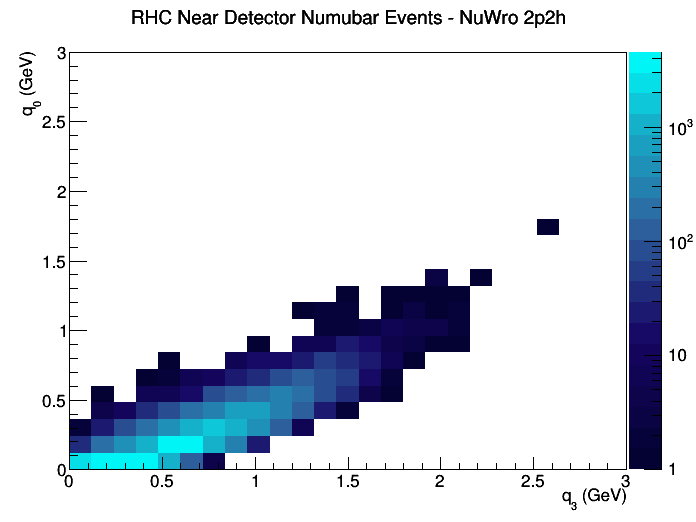 RHC Near Detector Numubar Events - NuWro 2p2h
q₀ (GeV)
3
2.5
2
1.5
1
0.5
0
0 0.5 1 1.5 2 2.5 3
q₃ (GeV)
10³
10²
10
1